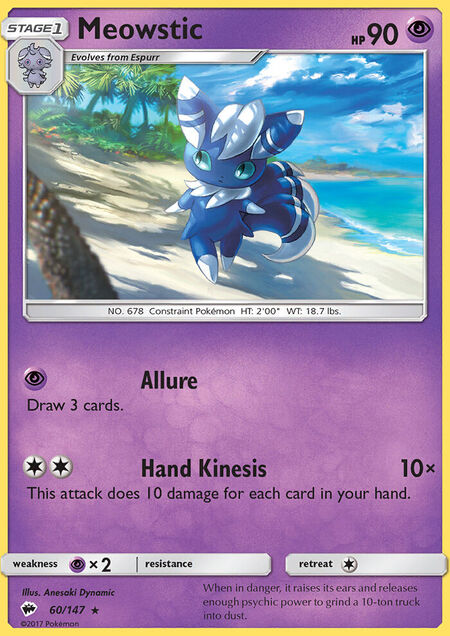 STAGE1 Meowstic HP 90
Evolves from Espurr
NO. 678 Constraint Pokémon HT: 2'00" WT: 18.7 lbs.
Allure
Draw 3 cards.
Hand Kinesis 10×
This attack does 10 damage for each card in your hand.
weakness ×2 resistance retreat
Illus. Anesaki Dynamic
60/147 ★
©2017 Pokémon
When in danger, it raises its ears and releases
enough psychic power to grind a 10-ton truck
into dust.